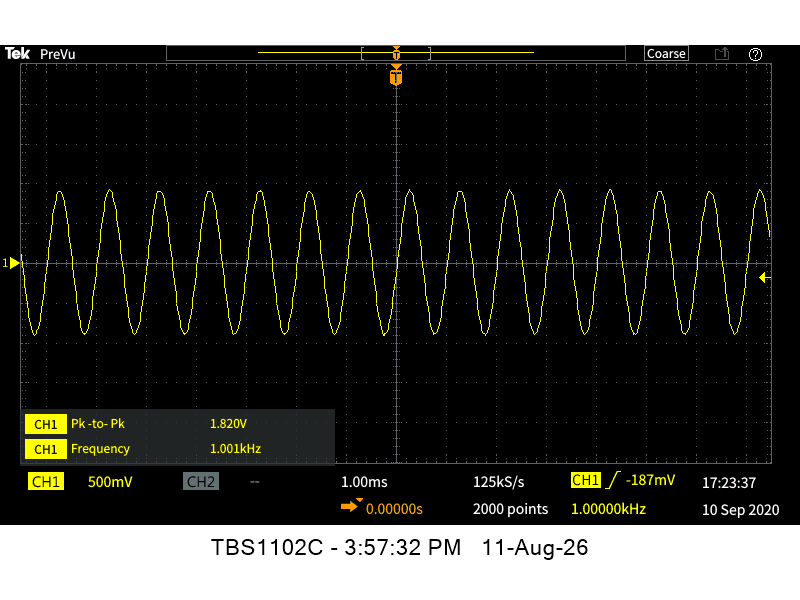 Tek PreVu Coarse ?
T
T
1
CH1 Pk -to- Pk 1.820V
CH1 Frequency 1.001kHz
CH1 500mV CH2 -- 1.00ms 125kS/s CH1 -187mV 17:23:37
0.00000s 2000 points 1.00000kHz 10 Sep 2020
TBS1102C - 3:57:32 PM 11-Aug-26